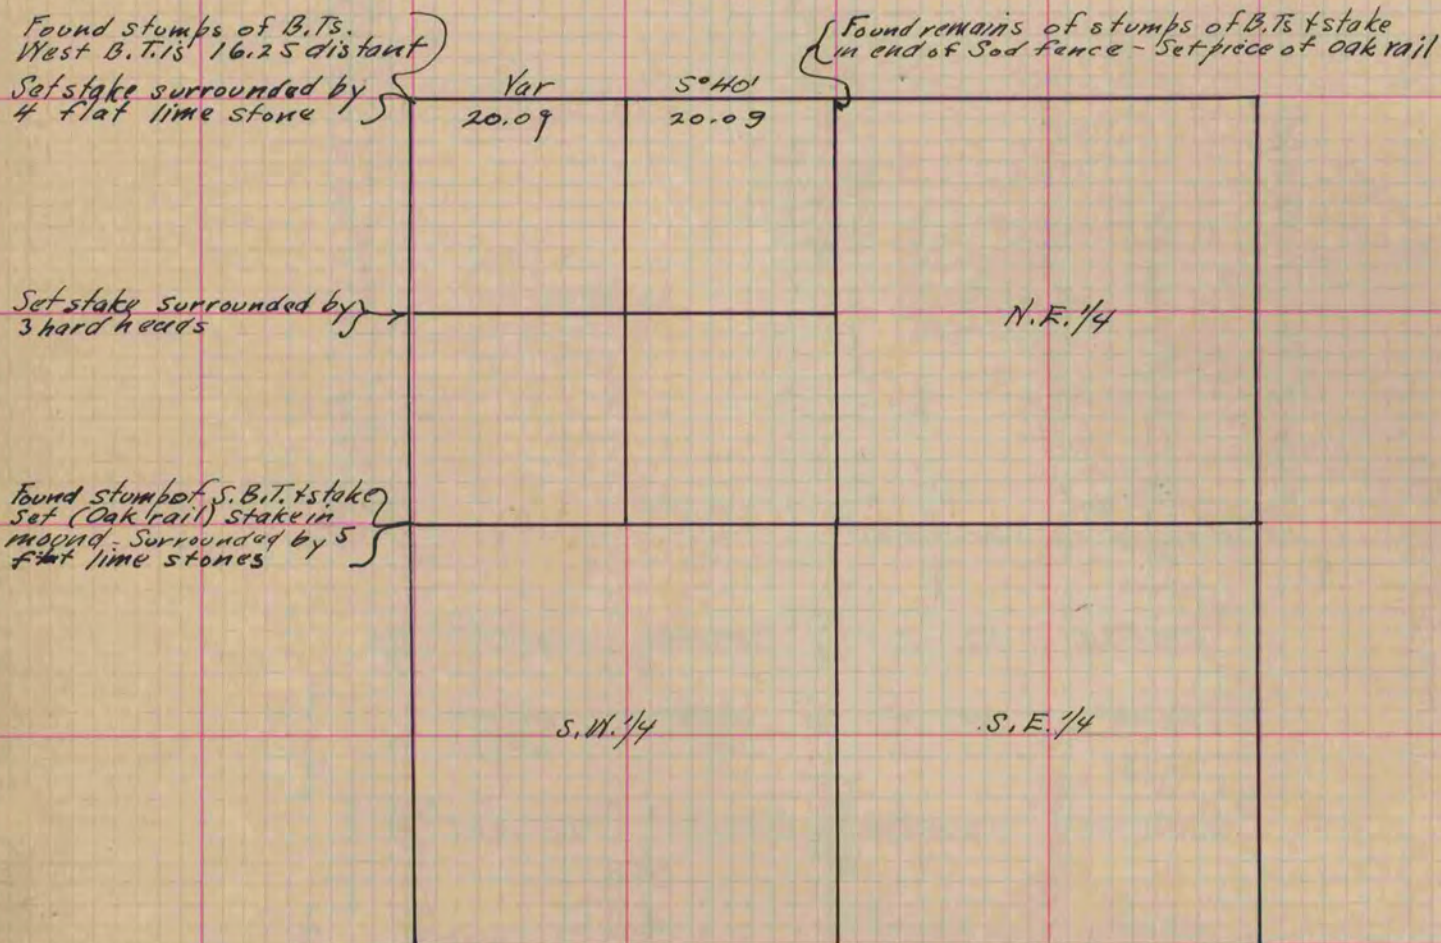 Found stumps of B.Ts.
West B.T. is 16.25 distant
Set stake surrounded by
4 flat lime stone
Found remains of stumps of B.Ts & stake
in end of Sod fence - Set piece of Oak rail
Var 5° 40'
20.09 20.09
Set stake surrounded by
3 hard heads
N.E. 1/4
Found stump of S.B.T. & stake
Set (Oak rail) stake in
mound - Surrounded by 5
flat lime stones
S.W. 1/4
S.E. 1/4